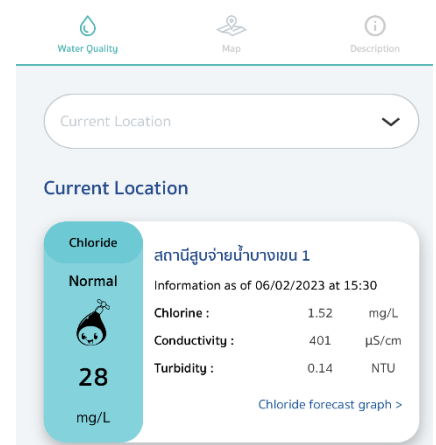 Water Quality
Map
Description
Current Location
Current Location
Chloride
Normal
28
mg/L
สถานีสูบจ่ายน้ำบางเขน 1
Information as of 06/02/2023 at 15:30
Chlorine : 1.52 mg/L
Conductivity : 401 µS/cm
Turbidity : 0.14 NTU
Chloride forecast graph >